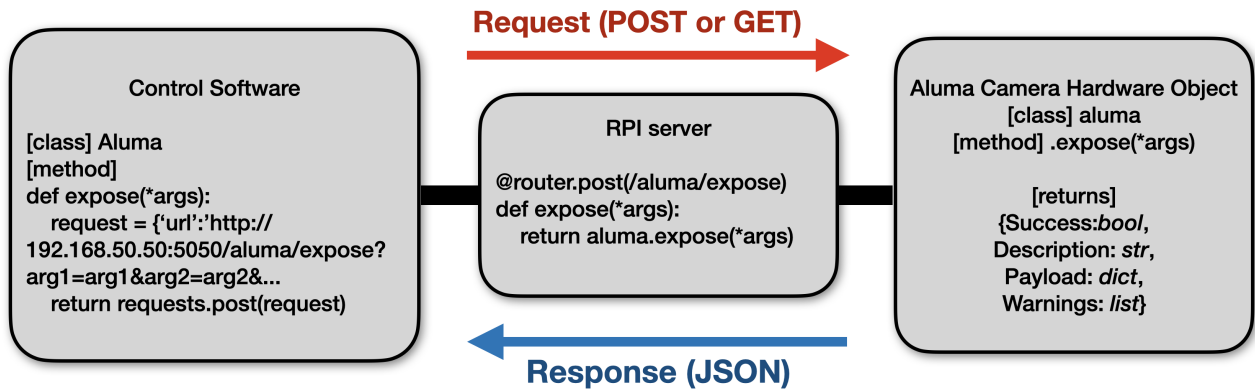 Request (POST or GET)
Control Software
[class] Aluma
[method]
def expose(*args):
request = {‘url’:’http://
192.168.50.50:5050/aluma/expose?
arg1=arg1&arg2=arg2&...
return requests.post(request)
RPI server
@router.post(/aluma/expose)
def expose(*args):
return aluma.expose(*args)
Aluma Camera Hardware Object
[class] aluma
[method] .expose(*args)
[returns]
{Success:bool,
Description: str,
Payload: dict,
Warnings: list}
Response (JSON)